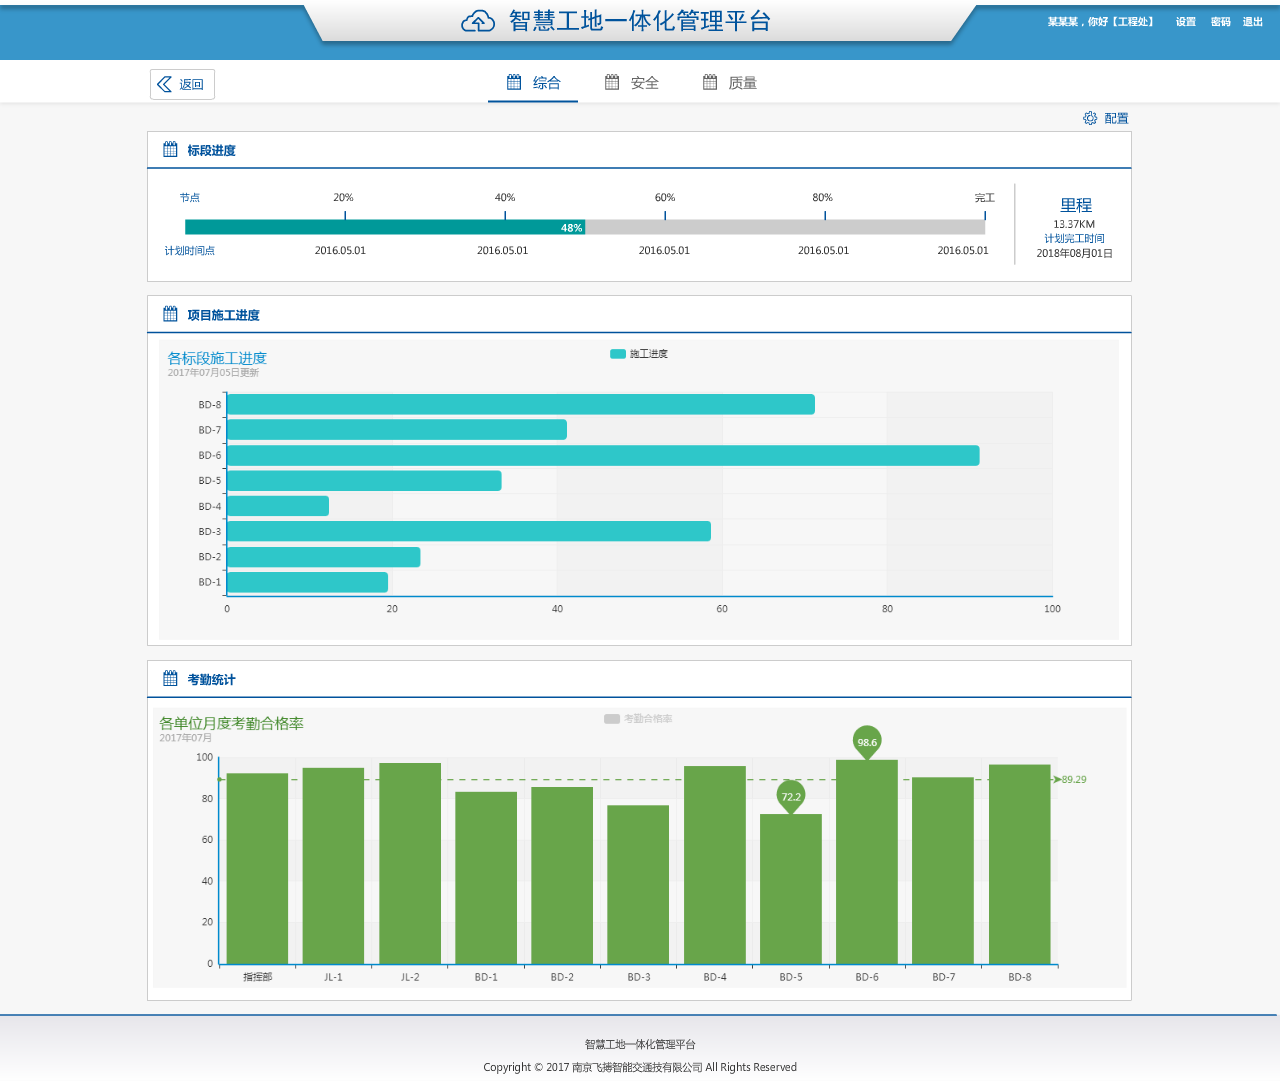 智慧工地一体化管理平台
某某某，你好【工程处】 设置 密码 退出
返回
综合 安全 质量
配置
标段进度
节点 20% 40% 60% 80% 完工
48%
计划时间点 2016.05.01 2016.05.01 2016.05.01 2016.05.01 2016.05.01
里程
13.37KM
计划完工时间
2018年08月01日
项目施工进度
各标段施工进度
2017年07月05日更新
施工进度
BD-8
BD-7
BD-6
BD-5
BD-4
BD-3
BD-2
BD-1
0 20 40 60 80 100
考勤统计
各单位月度考勤合格率
2017年07月
考勤合格率
100
80
60
40
20
0
98.6
72.2
89.29
指挥部 JL-1 JL-2 BD-1 BD-2 BD-3 BD-4 BD-5 BD-6 BD-7 BD-8
智慧工地一体化管理平台
Copyright © 2017 南京飞搏智能交通技有限公司 All Rights Reserved